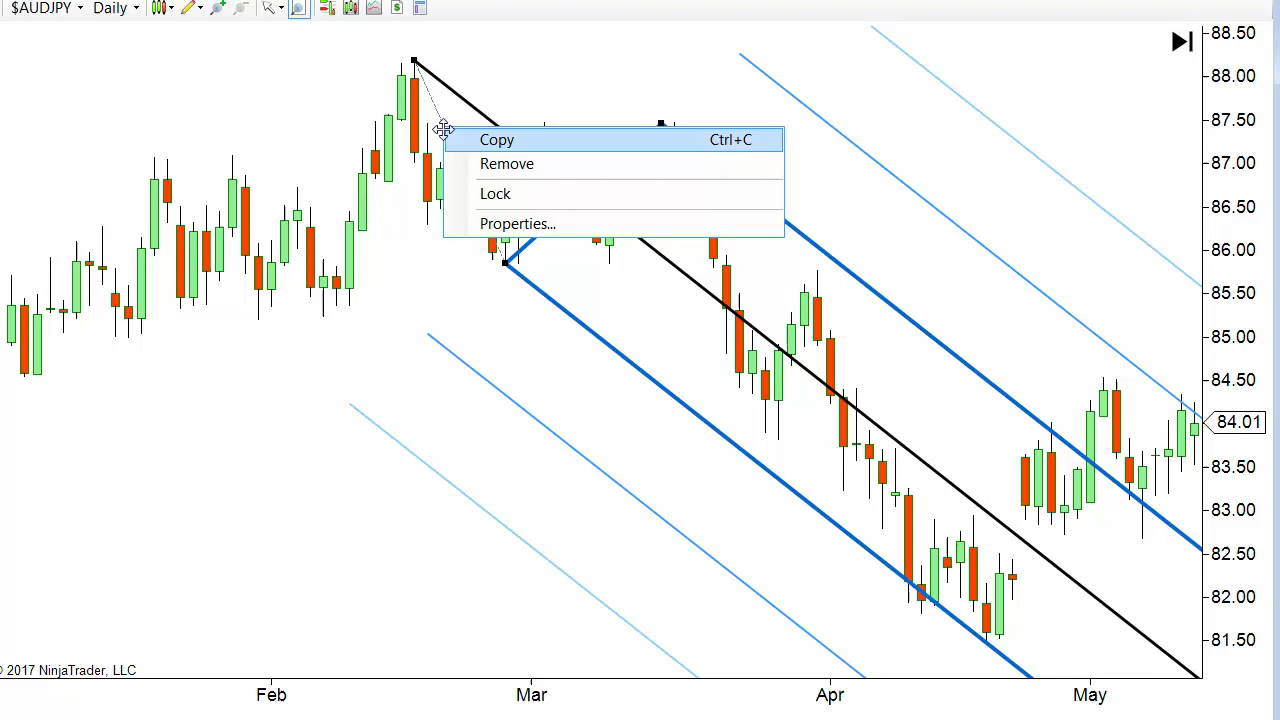 $AUDJPY Daily
88.50
88.00
Copy Ctrl+C
87.50
Remove
87.00
Lock
86.50
Properties...
86.00
85.50
85.00
84.50
84.01
83.50
83.00
82.50
82.00
81.50
© 2017 NinjaTrader, LLC
Feb Mar Apr May